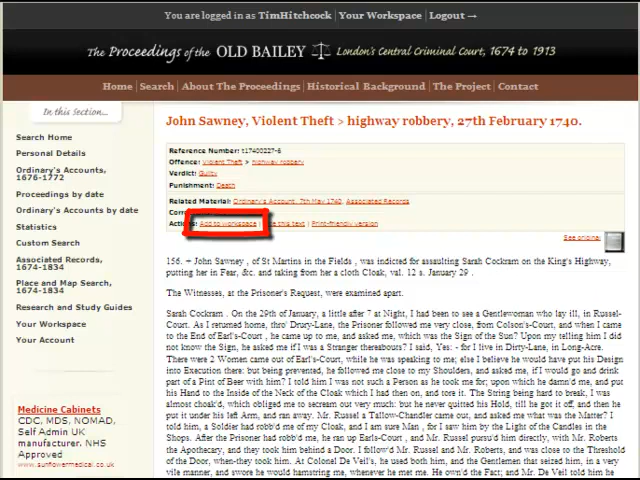 You are logged in as TimHitchcock | Your Workspace | Logout →
The Proceedings of the OLD BAILEY London's Central Criminal Court, 1674 to 1913
Home | Search | About The Proceedings | Historical Background | The Project | Contact
In this Section...
Search Home
Personal Details
Ordinary's Accounts,
1676-1772
Proceedings by date
Ordinary's Accounts by date
Statistics
Custom Search
Associated Records,
1674-1834
Place and Map Search,
1674-1834
Research and Study Guides
Your Workspace
Your Account
Medicine Cabinets
CDC, MDS, NOMAD,
Self Admin UK
manufacturer. NHS
Approved
www.sunflowermedical.co.uk
John Sawney, Violent Theft > highway robbery, 27th February 1740.
Reference Number: t17400227-6
Offence: Violent Theft > highway robbery
Verdict: Guilty
Punishment: Death
Related Material: Ordinary's Account, 7th May 1740, Associated Records
Add to workspace | this text | Print-friendly version
See original
156. + John Sawney , of St Martins in the Fields , was indicted for assaulting Sarah Cockram on the King's Highway,
putting her in Fear, &c. and taking from her a cloth Cloak, val. 12 s. January 29 .
The Witnesses, at the Prisoner's Request, were examined apart.
Sarah Cockram . On the 29th of January, a little after 7 at Night, I had been to see a Gentlewoman who lay ill, in Russel-
Court. As I returned home, thro' Drury-Lane, the Prisoner followed me very close, from Colson's-Court, and when I came
to the End of Earl's-Court , he came up to me, and asked me, which was the Sign of the Sun? Upon my telling him I did
not know the Sign, he asked me if I was a Stranger thereabouts? I said, Yes: - for I live in Dirty-Lane, in Long-Acre.
There were 2 Women came out of Earl's-Court, while he was speaking to me; else I believe he would have put his Design
into Execution there: but being prevented, he followed me close to my Shoulders, and asked me, if I would go and drink
part of a Pint of Beer with him? I told him I was not such a Person as he took me for; upon which he damn'd me, and put
his Hand to the Inside of the Neck of the Cloak which I had then on, and tore it. The String being hard to break, I was
almost choak'd, which obliged me to scream out very much: but he never quitted his Hold, till he got it off, and then he
put it under his left Arm, and ran away. Mr. Russel a Tallow-Chandler came out, and asked me what was the Matter? I
told him, a Soldier had robb'd me of my Cloak, and I am sure Man , for I saw him by the Light of the Candles in the
Shops. After the Prisoner had robb'd me, he ran up Earls-Court , and Mr. Russel pursu'd him directly, with Mr. Roberts
the Apothecary, and they took him behind a Door. I follow'd Mr. Russel and Mr. Roberts, and was close to the Threshold
of the Door, when-they took him. At Colonel De Veil's, he used both me, and the Gentlemen that seized him, in a very
vile manner, and swore he would hamstring me, whenever he met me. He own'd the Fact; and Mr. De Veil told him he